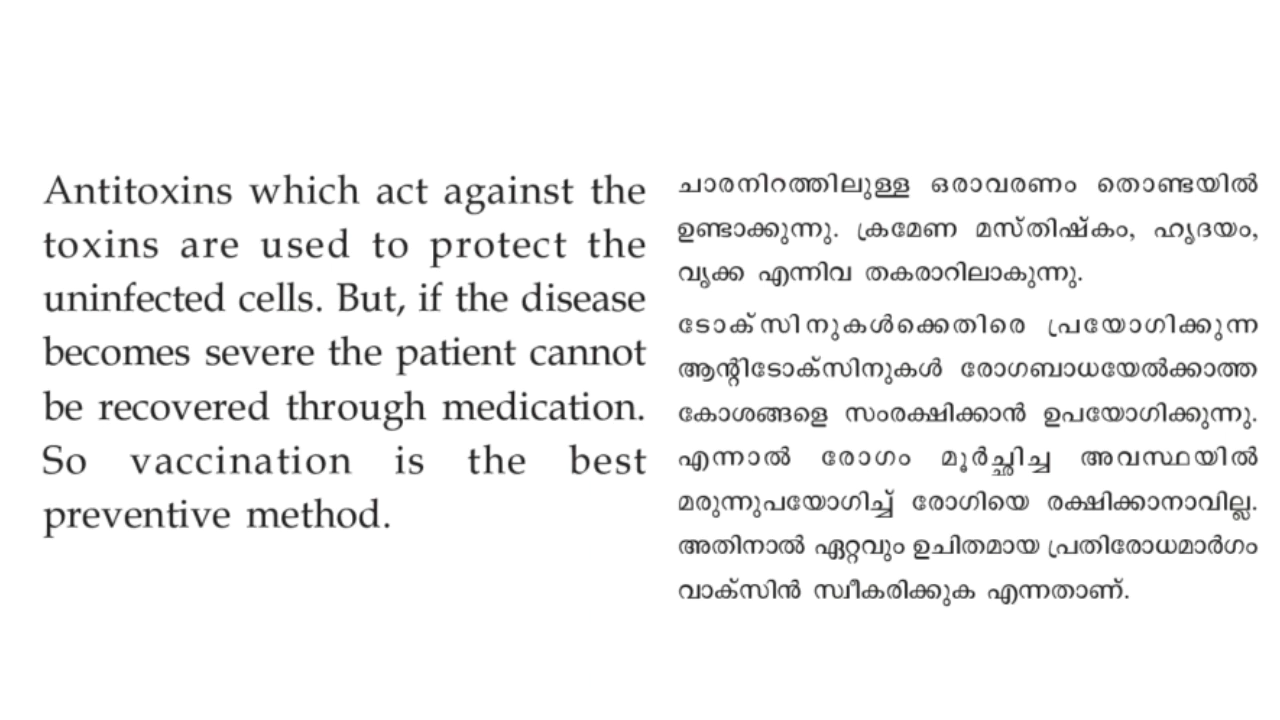 Antitoxins which act against the
toxins are used to protect the
uninfected cells. But, if the disease
becomes severe the patient cannot
be recovered through medication.
So vaccination is the best
preventive method.
ചാരനിറത്തിലുള്ള ഒരാവരണം തൊണ്ടയിൽ
ഉണ്ടാക്കുന്നു. ക്രമേണ മസ്തിഷ്കം, ഹൃദയം,
വൃക്ക എന്നിവ തകരാറിലാകുന്നു.
ടോക്സിനുകൾക്കെതിരെ പ്രയോഗിക്കുന്ന
ആന്റിടോക്സിനുകൾ രോഗബാധയേൽക്കാത്ത
കോശങ്ങളെ സംരക്ഷിക്കാൻ ഉപയോഗിക്കുന്നു.
എന്നാൽ രോഗം മൂർച്ഛിച്ച അവസ്ഥയിൽ
മരുന്നുപയോഗിച്ച് രോഗിയെ രക്ഷിക്കാനാവില്ല.
അതിനാൽ ഏറ്റവും ഉചിതമായ പ്രതിരോധമാർഗം
വാക്സിൻ സ്വീകരിക്കുക എന്നതാണ്.